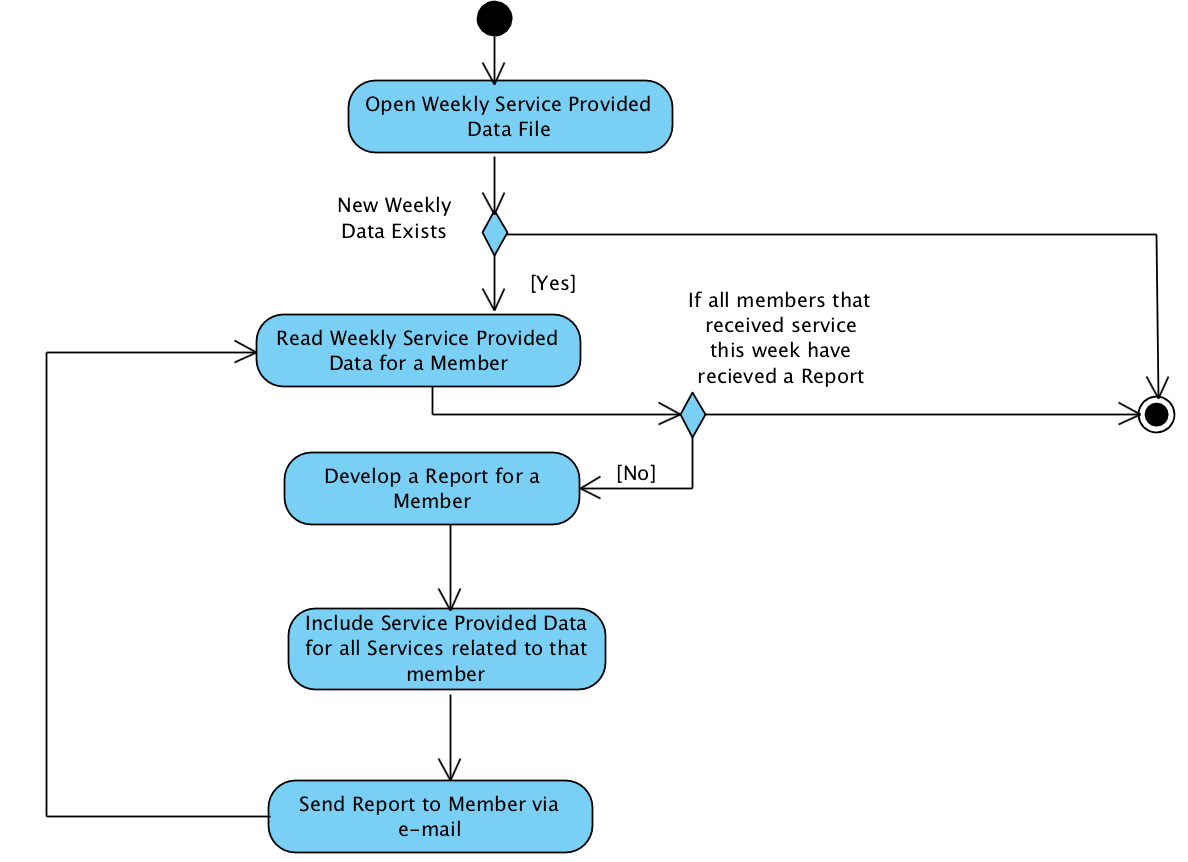 Open Weekly Service Provided
Data File
New Weekly
Data Exists
[Yes]
If all members that
received service
this week have
recieved a Report
Read Weekly Service Provided
Data for a Member
[No]
Develop a Report for a
Member
Include Service Provided Data
for all Services related to that
member
Send Report to Member via
e-mail